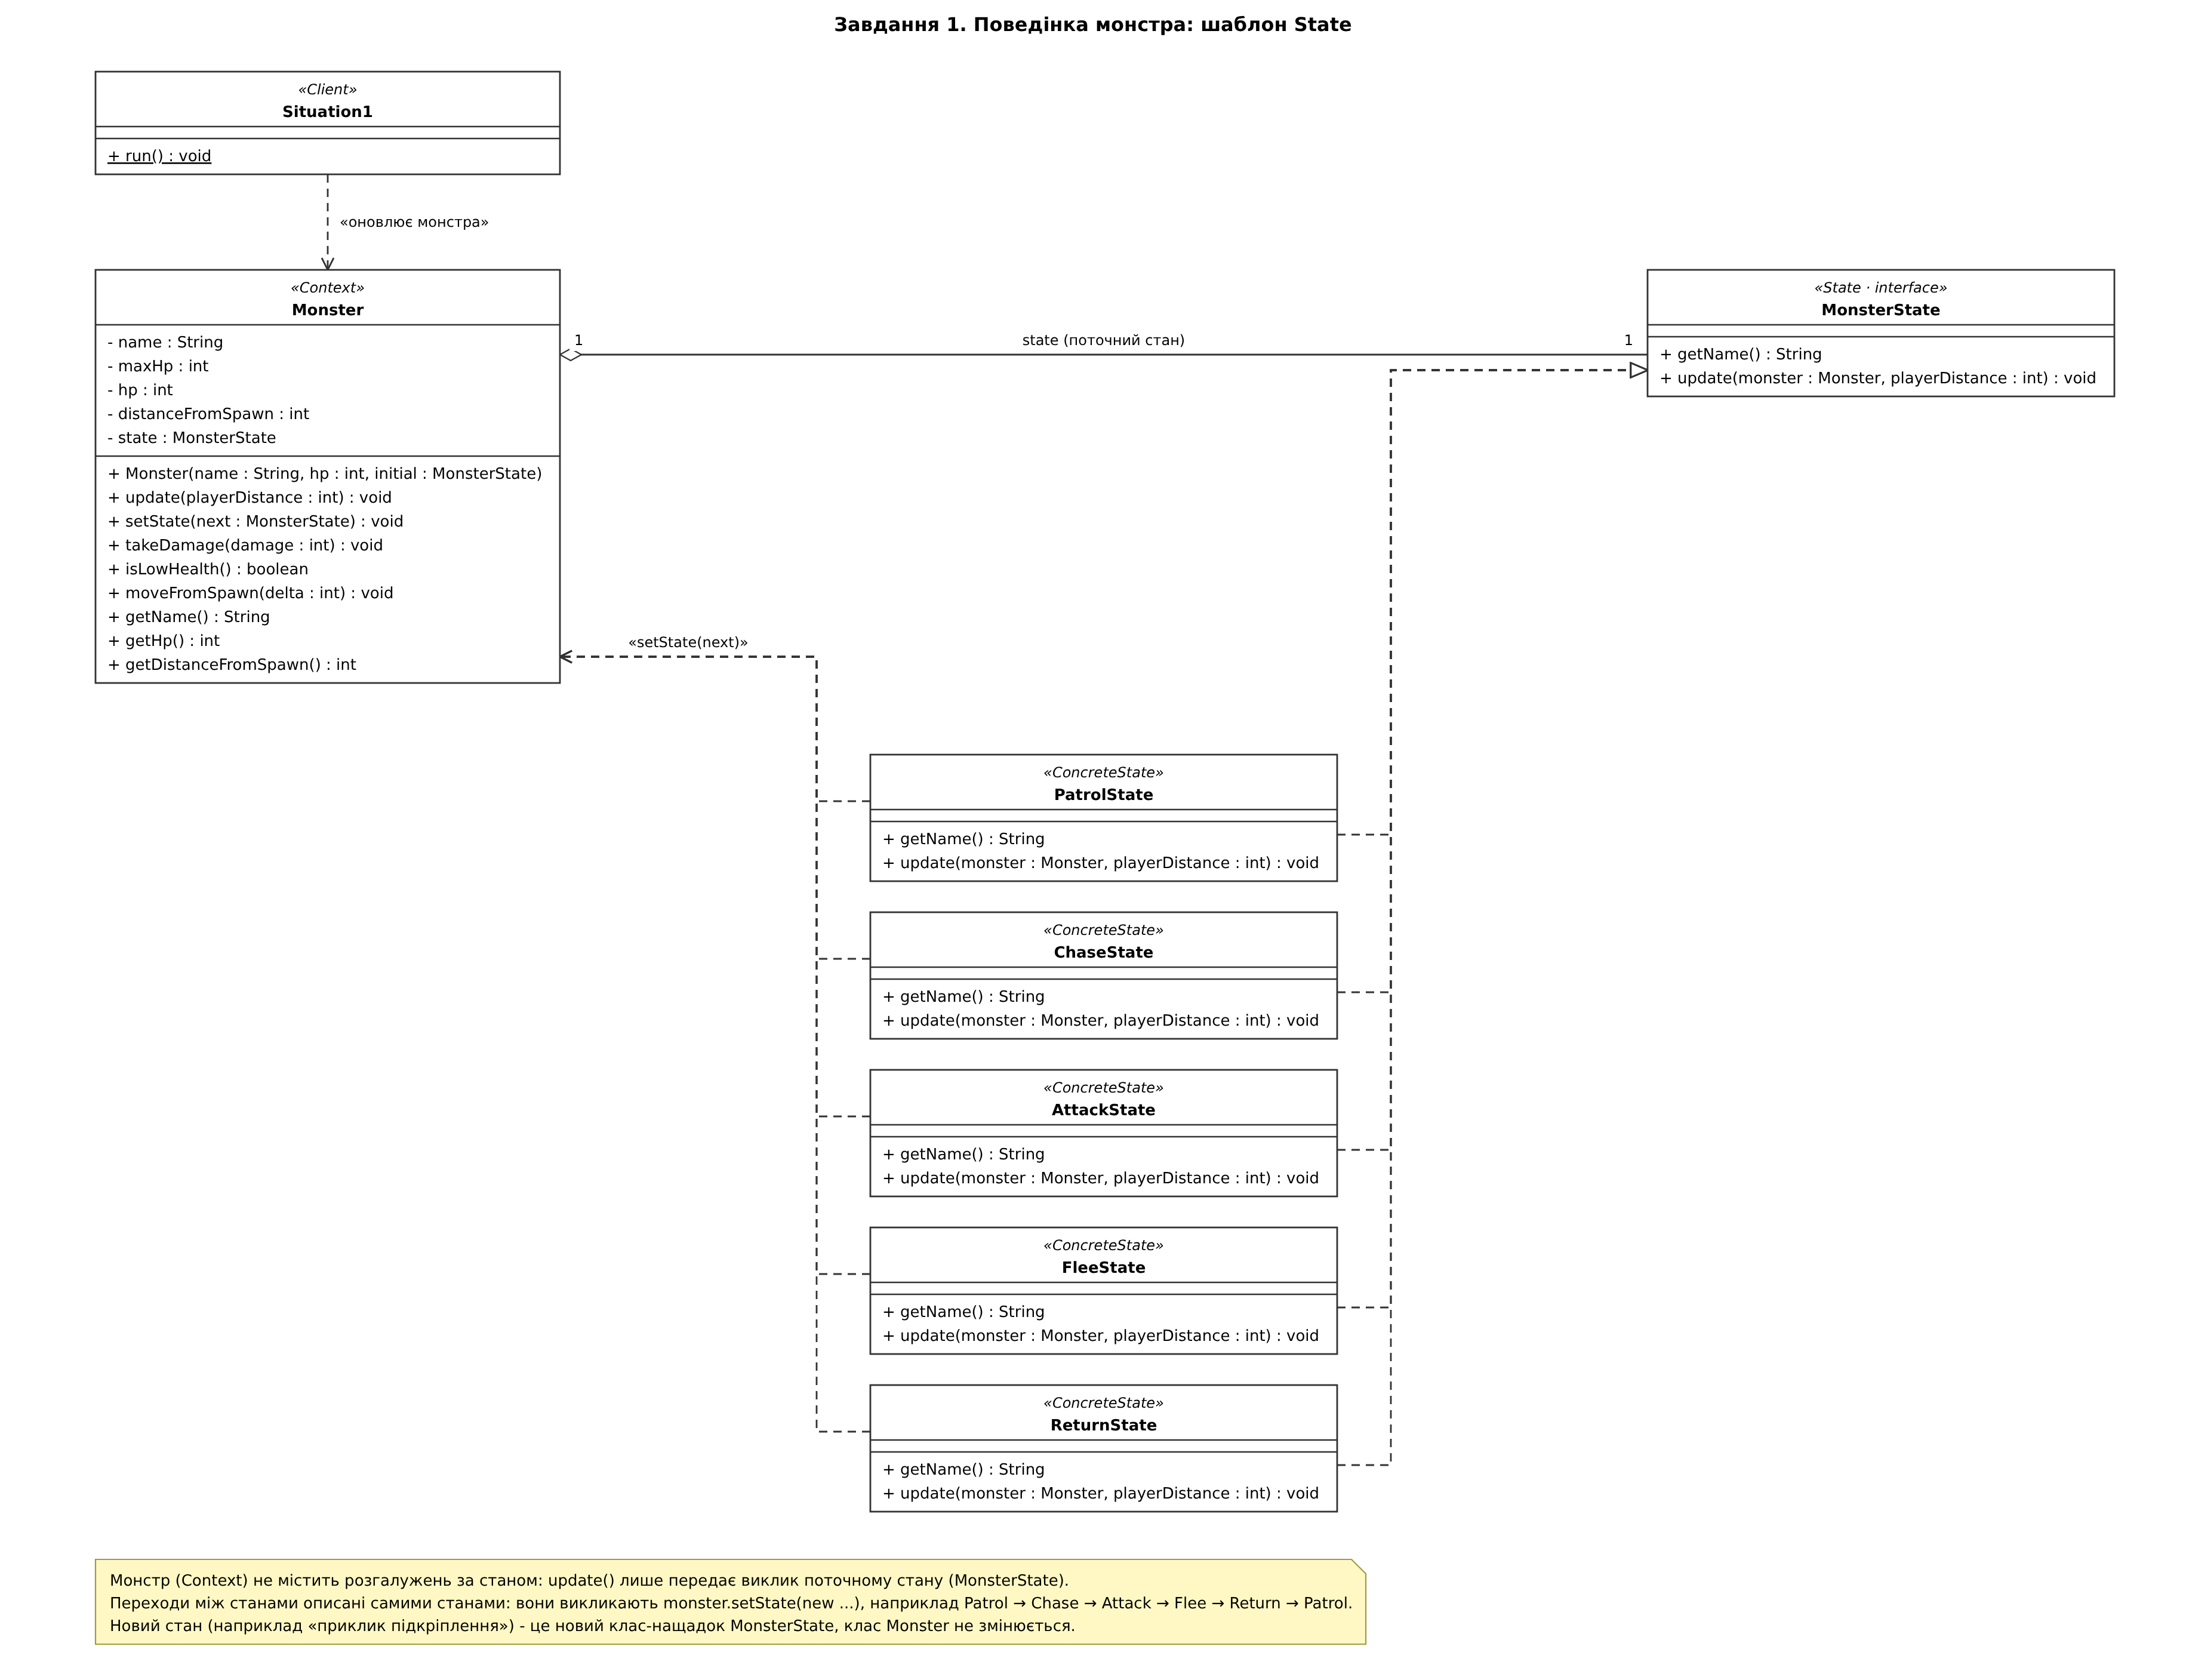 Завдання 1. Поведінка монстра: шаблон State
«Client»
Situation1
+ run() : void
«оновлює монстра»
«Context»
Monster
- name : String
- maxHp : int
- hp : int
- distanceFromSpawn : int
- state : MonsterState
+ Monster(name : String, hp : int, initial : MonsterState)
+ update(playerDistance : int) : void
+ setState(next : MonsterState) : void
+ takeDamage(damage : int) : void
+ isLowHealth() : boolean
+ moveFromSpawn(delta : int) : void
+ getName() : String
+ getHp() : int
+ getDistanceFromSpawn() : int
1
state (поточний стан)
1
«State · interface»
MonsterState
+ getName() : String
+ update(monster : Monster, playerDistance : int) : void
«setState(next)»
«ConcreteState»
PatrolState
+ getName() : String
+ update(monster : Monster, playerDistance : int) : void
«ConcreteState»
ChaseState
+ getName() : String
+ update(monster : Monster, playerDistance : int) : void
«ConcreteState»
AttackState
+ getName() : String
+ update(monster : Monster, playerDistance : int) : void
«ConcreteState»
FleeState
+ getName() : String
+ update(monster : Monster, playerDistance : int) : void
«ConcreteState»
ReturnState
+ getName() : String
+ update(monster : Monster, playerDistance : int) : void
Монстр (Context) не містить розгалужень за станом: update() лише передає виклик поточному стану (MonsterState).
Переходи між станами описані самими станами: вони викликають monster.setState(new ...), наприклад Patrol → Chase → Attack → Flee → Return → Patrol.
Новий стан (наприклад «приклик підкріплення») - це новий клас-нащадок MonsterState, клас Monster не змінюється.